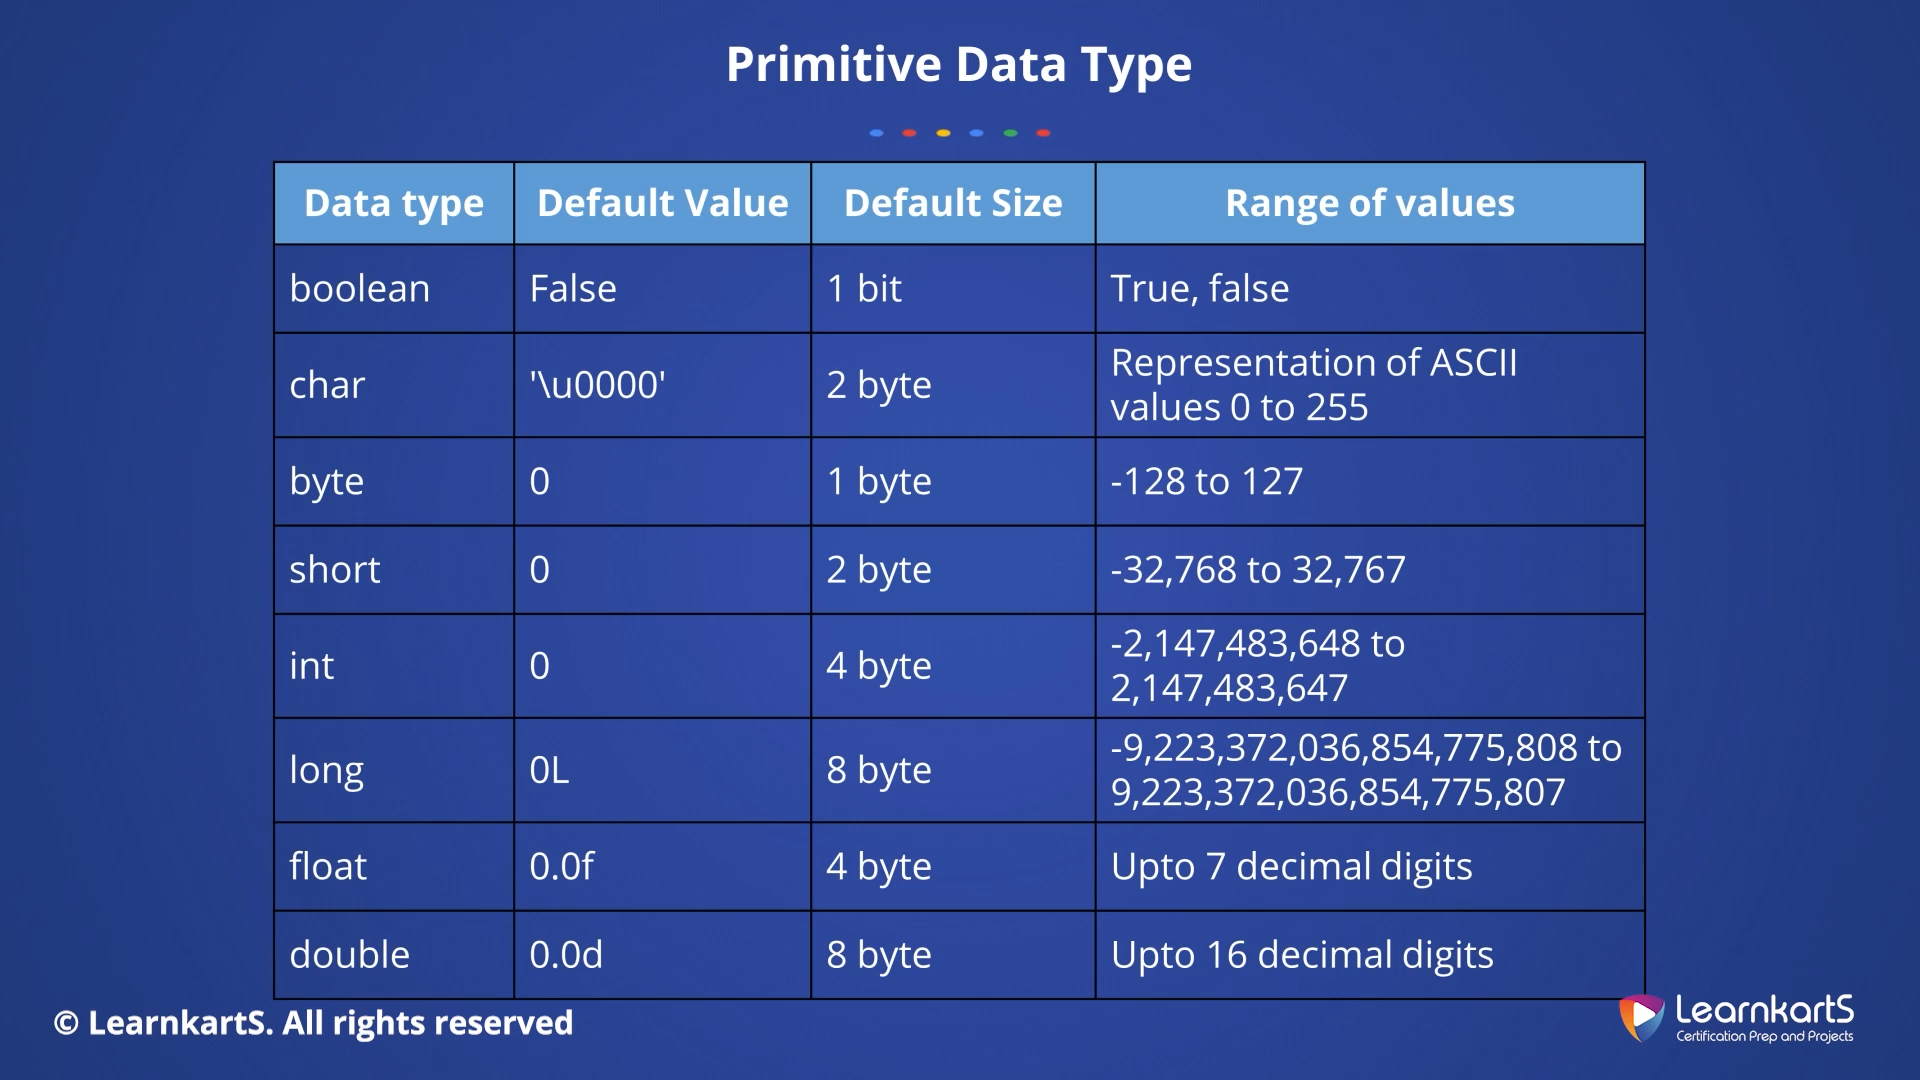 Primitive Data Type
Data type Default Value Default Size Range of values
boolean False 1 bit True, false
char '\u0000' 2 byte Representation of ASCII
values 0 to 255
byte 0 1 byte -128 to 127
short 0 2 byte -32,768 to 32,767
int 0 4 byte -2,147,483,648 to
2,147,483,647
long 0L 8 byte -9,223,372,036,854,775,808 to
9,223,372,036,854,775,807
float 0.0f 4 byte Upto 7 decimal digits
double 0.0d 8 byte Upto 16 decimal digits
© LearnkartS. All rights reserved
LearnkartS
Certification Prep and Projects